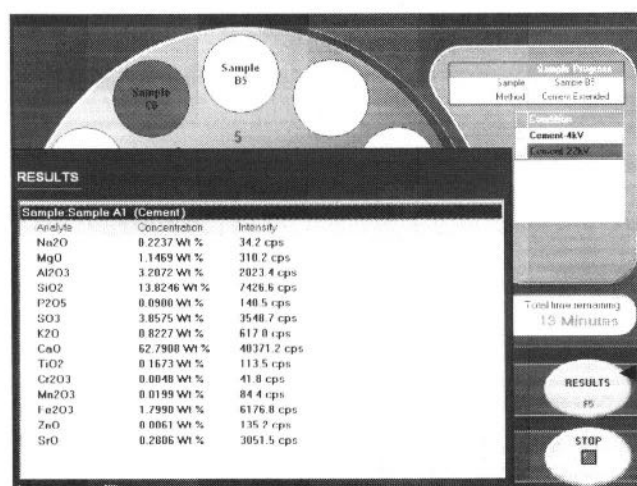 Sample
B5
Sample
C6
5
Sample Progress
Sample Sample B5
Method Cement Extended
Condition
Cement-4kV
Cement-22kV
RESULTS
Sample:Sample A1 (Cement)
Analyte Concentration Intensity
Na2O 0.2237 Wt % 34.2 cps
MgO 1.1469 Wt % 310.2 cps
Al2O3 3.2072 Wt % 2023.4 cps
SiO2 13.8246 Wt % 7426.6 cps
P2O5 0.0900 Wt % 140.5 cps
SO3 3.8575 Wt % 3548.7 cps
K2O 0.8227 Wt % 617.0 cps
CaO 62.7908 Wt % 40371.2 cps
TiO2 0.1673 Wt % 113.5 cps
Cr2O3 0.0048 Wt % 41.8 cps
Mn2O3 0.0199 Wt % 84.4 cps
Fe2O3 1.7990 Wt % 6176.8 cps
ZnO 0.0061 Wt % 135.2 cps
SrO 0.2806 Wt % 3051.5 cps
Total time remaining
13 Minutes
RESULTS
F5
STOP